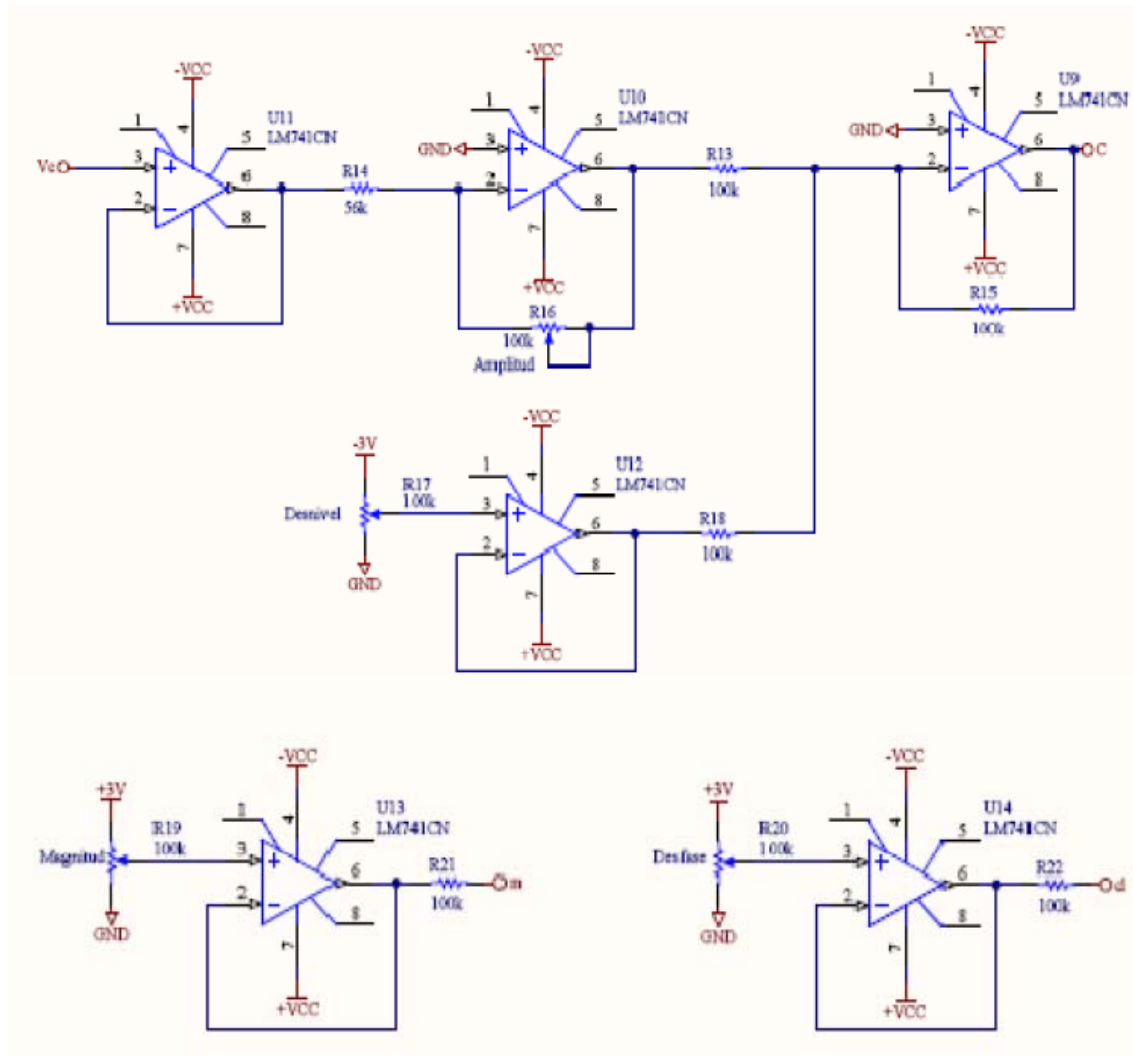 -VCC
1
4
U11
LM741CN
5
Vc
3
+
6
2
−
8
7
+VCC
R14
56k
-VCC
1
4
U10
LM741CN
5
GND
3
+
6
2
−
8
7
+VCC
R16
100k
Amplitud
R13
100k
-VCC
1
4
U9
LM741CN
5
GND
3
+
6
C
2
−
8
7
+VCC
R15
100k
-3V
R17
100k
Desnivel
GND
-VCC
1
4
U12
LM741CN
5
3
+
6
2
−
8
7
+VCC
R18
100k
+3V
R19
100k
Magnitud
GND
-VCC
1
4
U13
LM741CN
5
3
+
6
2
−
8
7
+VCC
R21
100k
m
+3V
R20
100k
Desfase
GND
-VCC
1
4
U14
LM741CN
5
3
+
6
2
−
8
7
+VCC
R22
100k
d